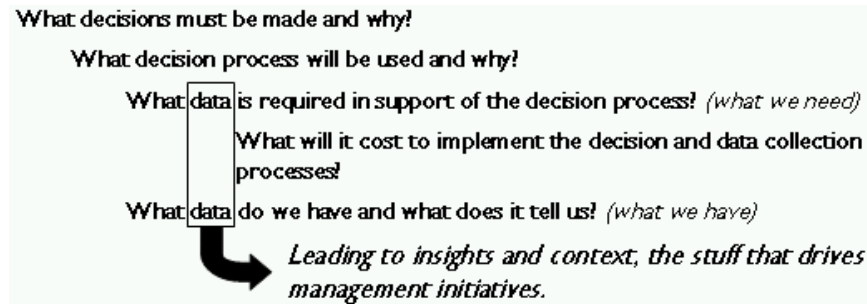 What decisions must be made and why?
What decision process will be used and why?
What data is required in support of the decision process? (what we need)
What will it cost to implement the decision and data collection
processes?
What data do we have and what does it tell us? (what we have)
Leading to insights and context, the stuff that drives
management initiatives.